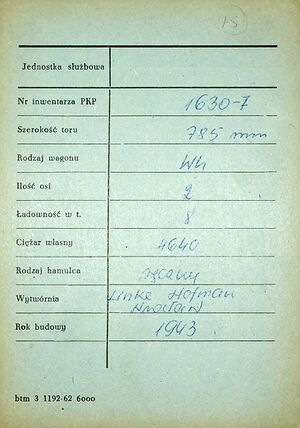 Jednostka służbowa
Nr inwentarza PKP 1630-7
Szerokość toru 785 mm
Rodzaj wagonu Wh
Ilość osi 2
Ładowność w t. 8
Ciężar własny 4640
Rodzaj hamulca ręczny
Wytwórnia Linke Hofman
Wrocław
Rok budowy 1943
btm 3 1192-62 6000